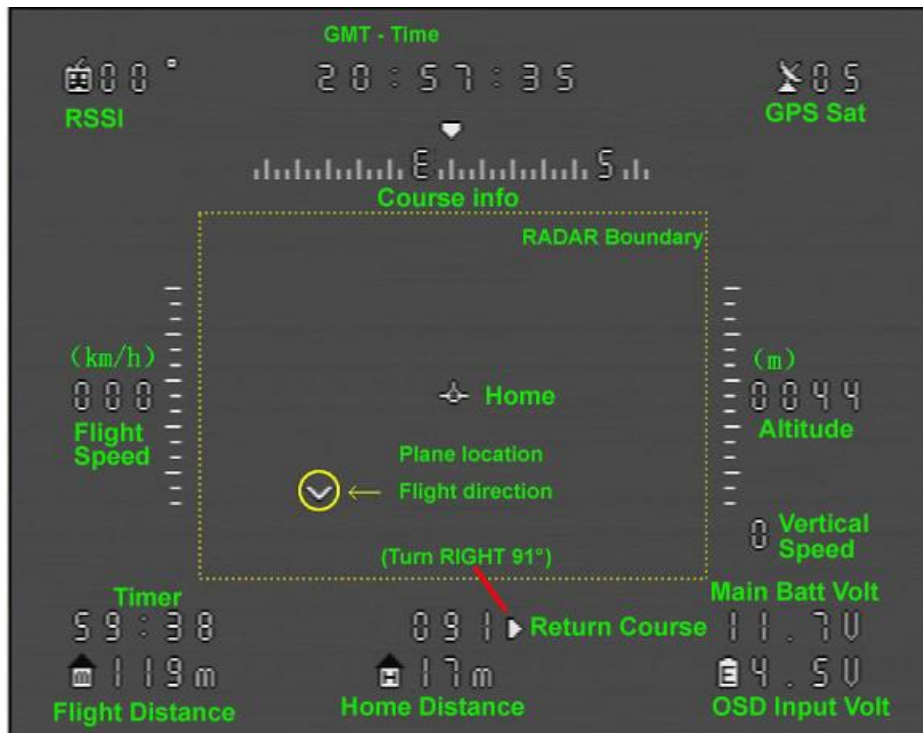 GMT - Time
00
20:57:35
05
RSSI
GPS Sat
E S
Course info
RADAR Boundary
(km/h)
(m)
000
Home
0044
Flight
Speed
Altitude
Plane location
Flight direction
0
Vertical
Speed
(Turn RIGHT 91°)
Timer
Main Batt Volt
59:38
091
Return Course
11.7V
m 119m
H 17m
E 4.5V
Flight Distance
Home Distance
OSD Input Volt